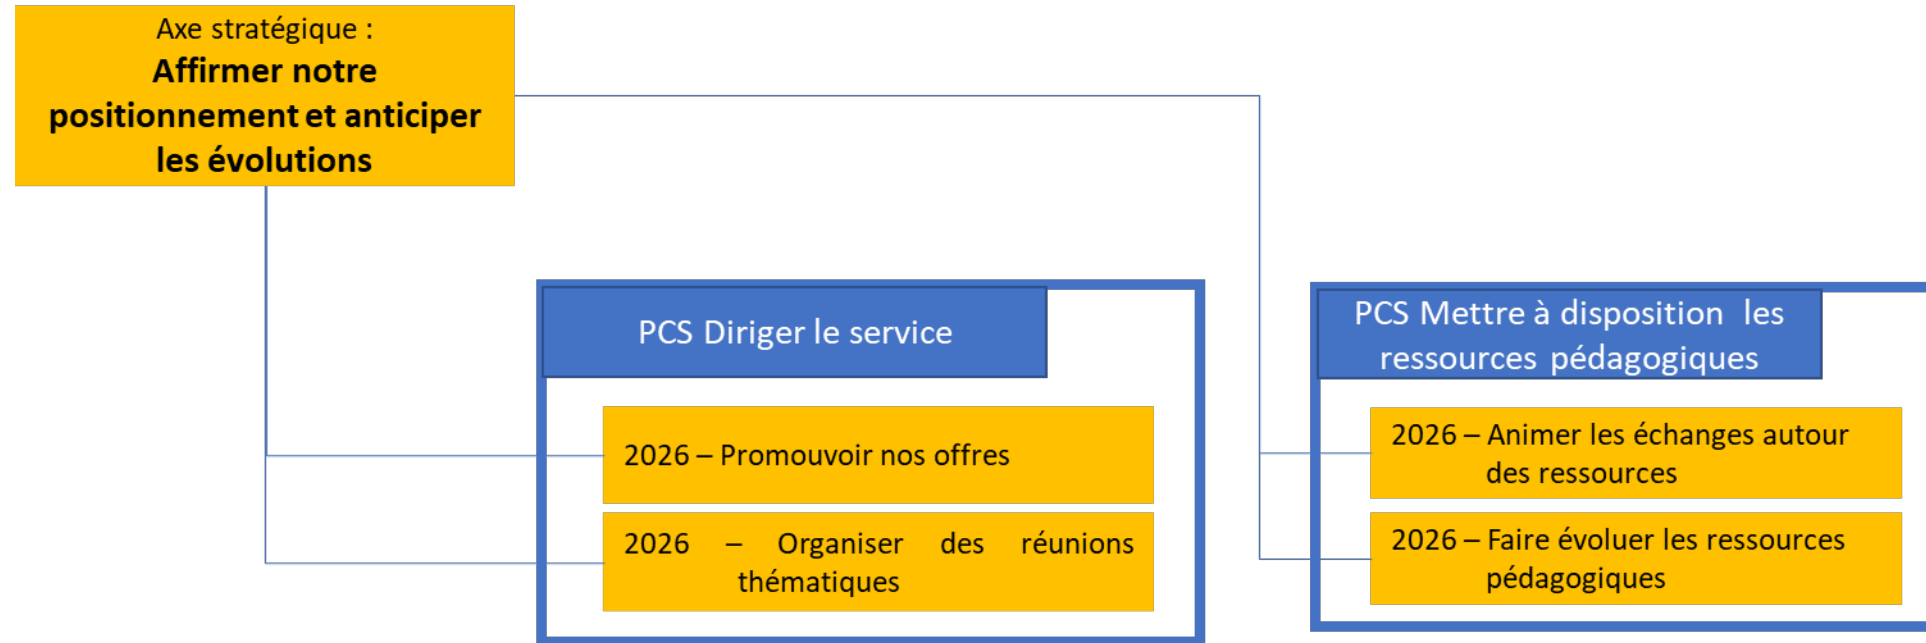 Axe stratégique :
Affirmer notre
positionnement et anticiper
les évolutions
PCS Diriger le service
2026 – Promouvoir nos offres
2026 – Organiser des réunions
thématiques
PCS Mettre à disposition les
ressources pédagogiques
2026 – Animer les échanges autour
des ressources
2026 – Faire évoluer les ressources
pédagogiques